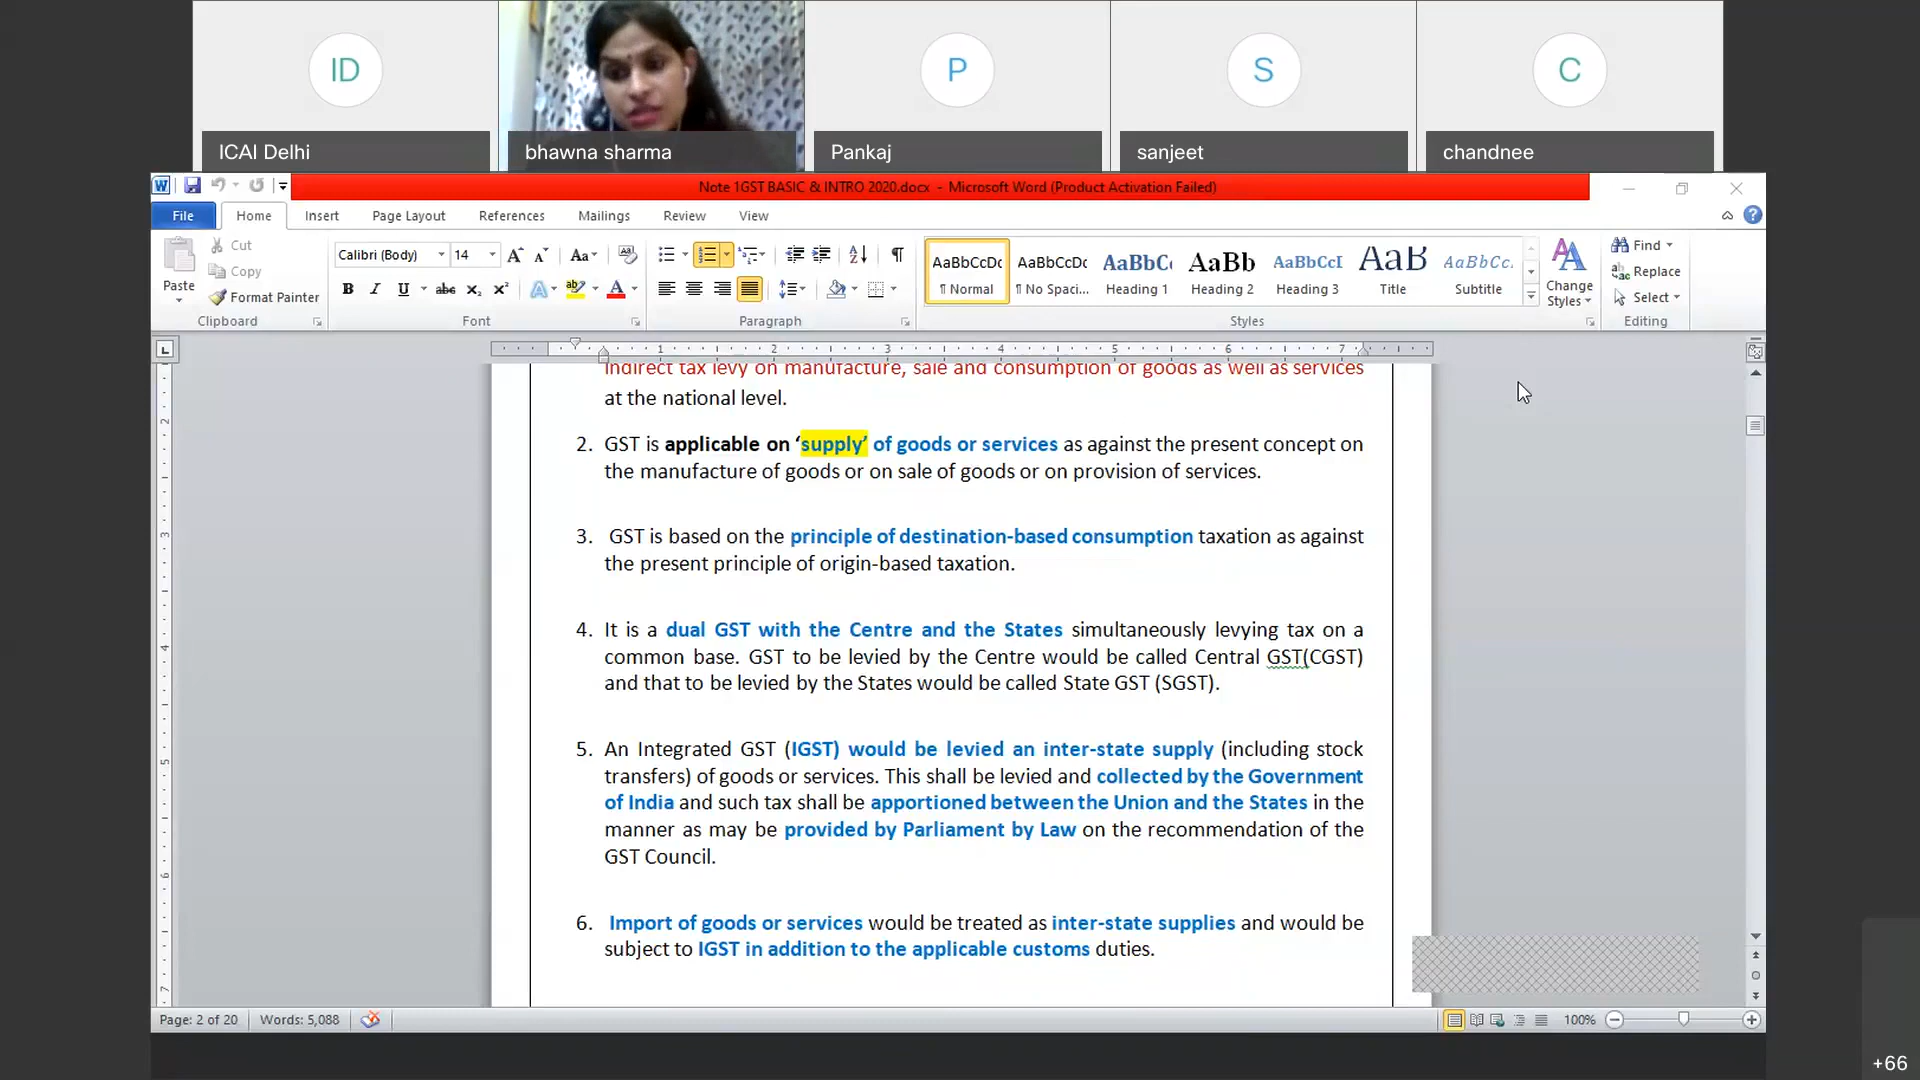 ID
P
S
C
ICAI Delhi
bhawna sharma
Pankaj
sanjeet
chandnee
Note 1GST BASIC & INTRO 2020.docx - Microsoft Word (Product Activation Failed)
File Home Insert Page Layout References Mailings Review View
Paste
Cut
Copy
Format Painter
Clipboard
Calibri (Body) 14
Font
Paragraph
AaBbCcDc AaBbCcDc AaBbC AaBb AaBbCcI AaB AaBbCc.
¶ Normal ¶ No Spaci... Heading 1 Heading 2 Heading 3 Title Subtitle
Styles
Change
Styles
Find
Replace
Select
Editing
1 2 3 4 5 6 7
indirect tax levy on manufacture, sale and consumption of goods as well as services
at the national level.
2. GST is applicable on ‘supply’ of goods or services as against the present concept on
the manufacture of goods or on sale of goods or on provision of services.
3. GST is based on the principle of destination-based consumption taxation as against
the present principle of origin-based taxation.
4. It is a dual GST with the Centre and the States simultaneously levying tax on a
common base. GST to be levied by the Centre would be called Central GST(CGST)
and that to be levied by the States would be called State GST (SGST).
5. An Integrated GST (IGST) would be levied an inter-state supply (including stock
transfers) of goods or services. This shall be levied and collected by the Government
of India and such tax shall be apportioned between the Union and the States in the
manner as may be provided by Parliament by Law on the recommendation of the
GST Council.
6. Import of goods or services would be treated as inter-state supplies and would be
subject to IGST in addition to the applicable customs duties.
Page: 2 of 20 Words: 5,088
100%
+66